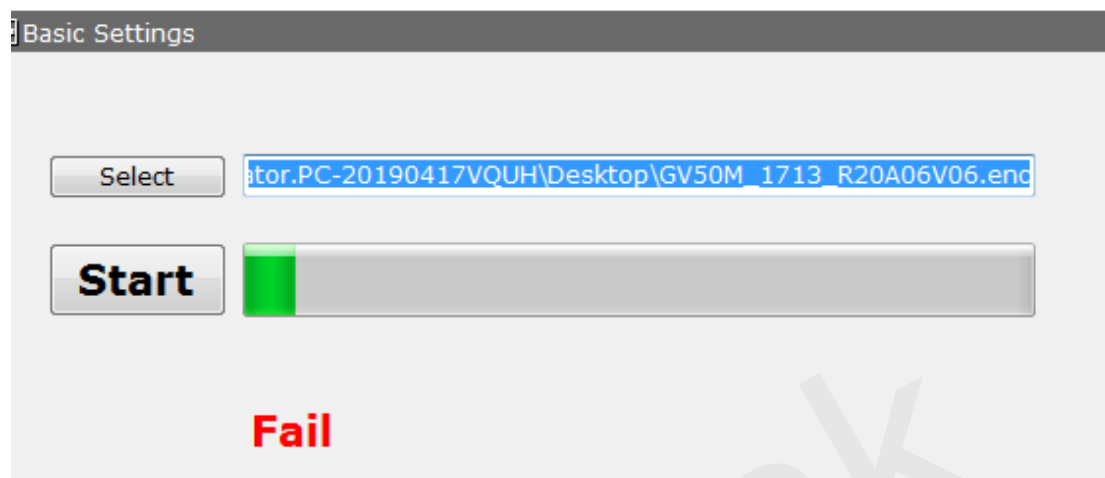 Basic Settings
Select ator.PC-20190417VQUH\Desktop\GV50M_1713_R20A06V06.enc
Start
Fail